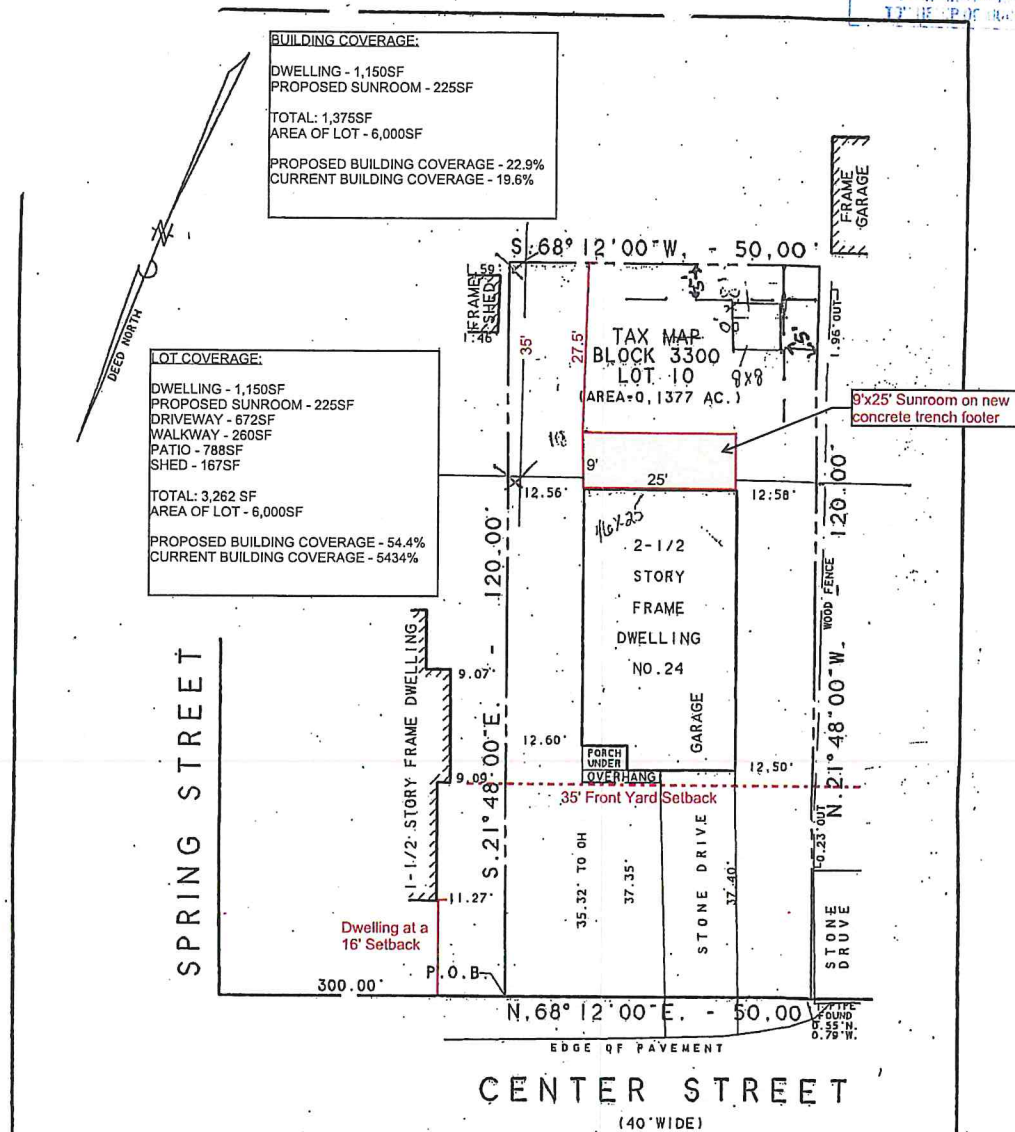 BUILDING COVERAGE:
DWELLING - 1,150SF
PROPOSED SUNROOM - 225SF
TOTAL: 1,375SF
AREA OF LOT - 6,000SF
PROPOSED BUILDING COVERAGE - 22.9%
CURRENT BUILDING COVERAGE - 19.6%
DEED NORTH
N
FRAME
GARAGE
S.68°12'00"W. - 50.00'
1.59'
FRAME
SHED
1.46'
35'
27.5'
5'
TAX MAP
BLOCK 3300
LOT 10
(AREA=0.1377 AC.)
8x8
5'
1.96'OUT
LOT COVERAGE:
DWELLING - 1,150SF
PROPOSED SUNROOM - 225SF
DRIVEWAY - 672SF
WALKWAY - 260SF
PATIO - 788SF
SHED - 167SF
TOTAL: 3,262 SF
AREA OF LOT - 6,000SF
PROPOSED BUILDING COVERAGE - 54.4%
CURRENT BUILDING COVERAGE - 5434%
9'x25' Sunroom on new
concrete trench footer
9'
25'
12.56'
12.58'
16x25
120.00'
120.00'
2-1/2
STORY
FRAME
DWELLING
NO.24
GARAGE
WOOD FENCE
N.21°48'00"W.
S.21°48'00"E. -
1-1/2 STORY FRAME DWELLING
9.07'
12.60'
PORCH
UNDER
OVERHANG
12.50'
9.09'
35' Front Yard Setback
0.23'OUT
35.32' TO OH
37.35'
STONE DRIVE
37.40'
STONE
DRUVE
11.27'
Dwelling at a
16' Setback
SPRING STREET
P.O.B.
300.00'
N.68°12'00"E. - 50.00'
1"PIPE
FOUND
0.55'N.
0.79'W.
EDGE OF PAVEMENT
CENTER STREET
(40'WIDE)